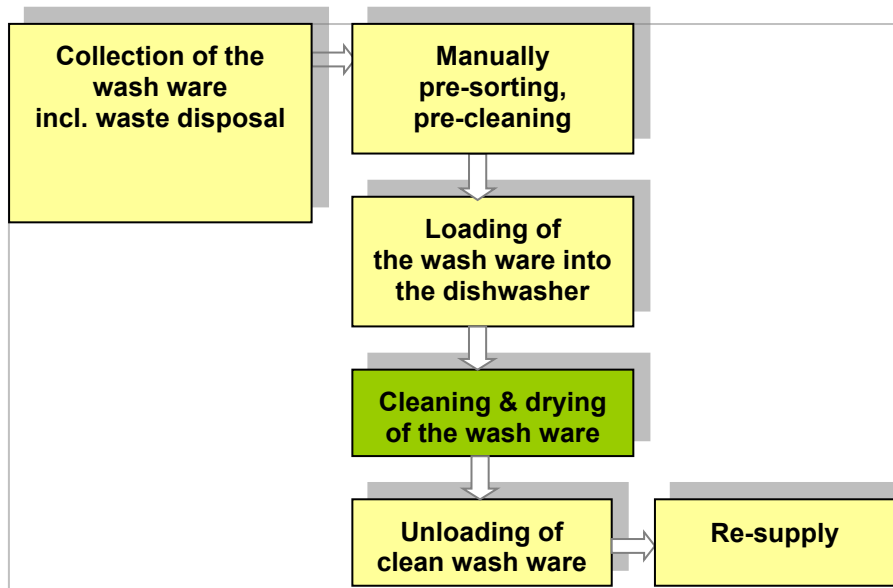 Collection of the
wash ware
incl. waste disposal
Manually
pre-sorting,
pre-cleaning
Loading of
the wash ware into
the dishwasher
Cleaning & drying
of the wash ware
Unloading of
clean wash ware
Re-supply